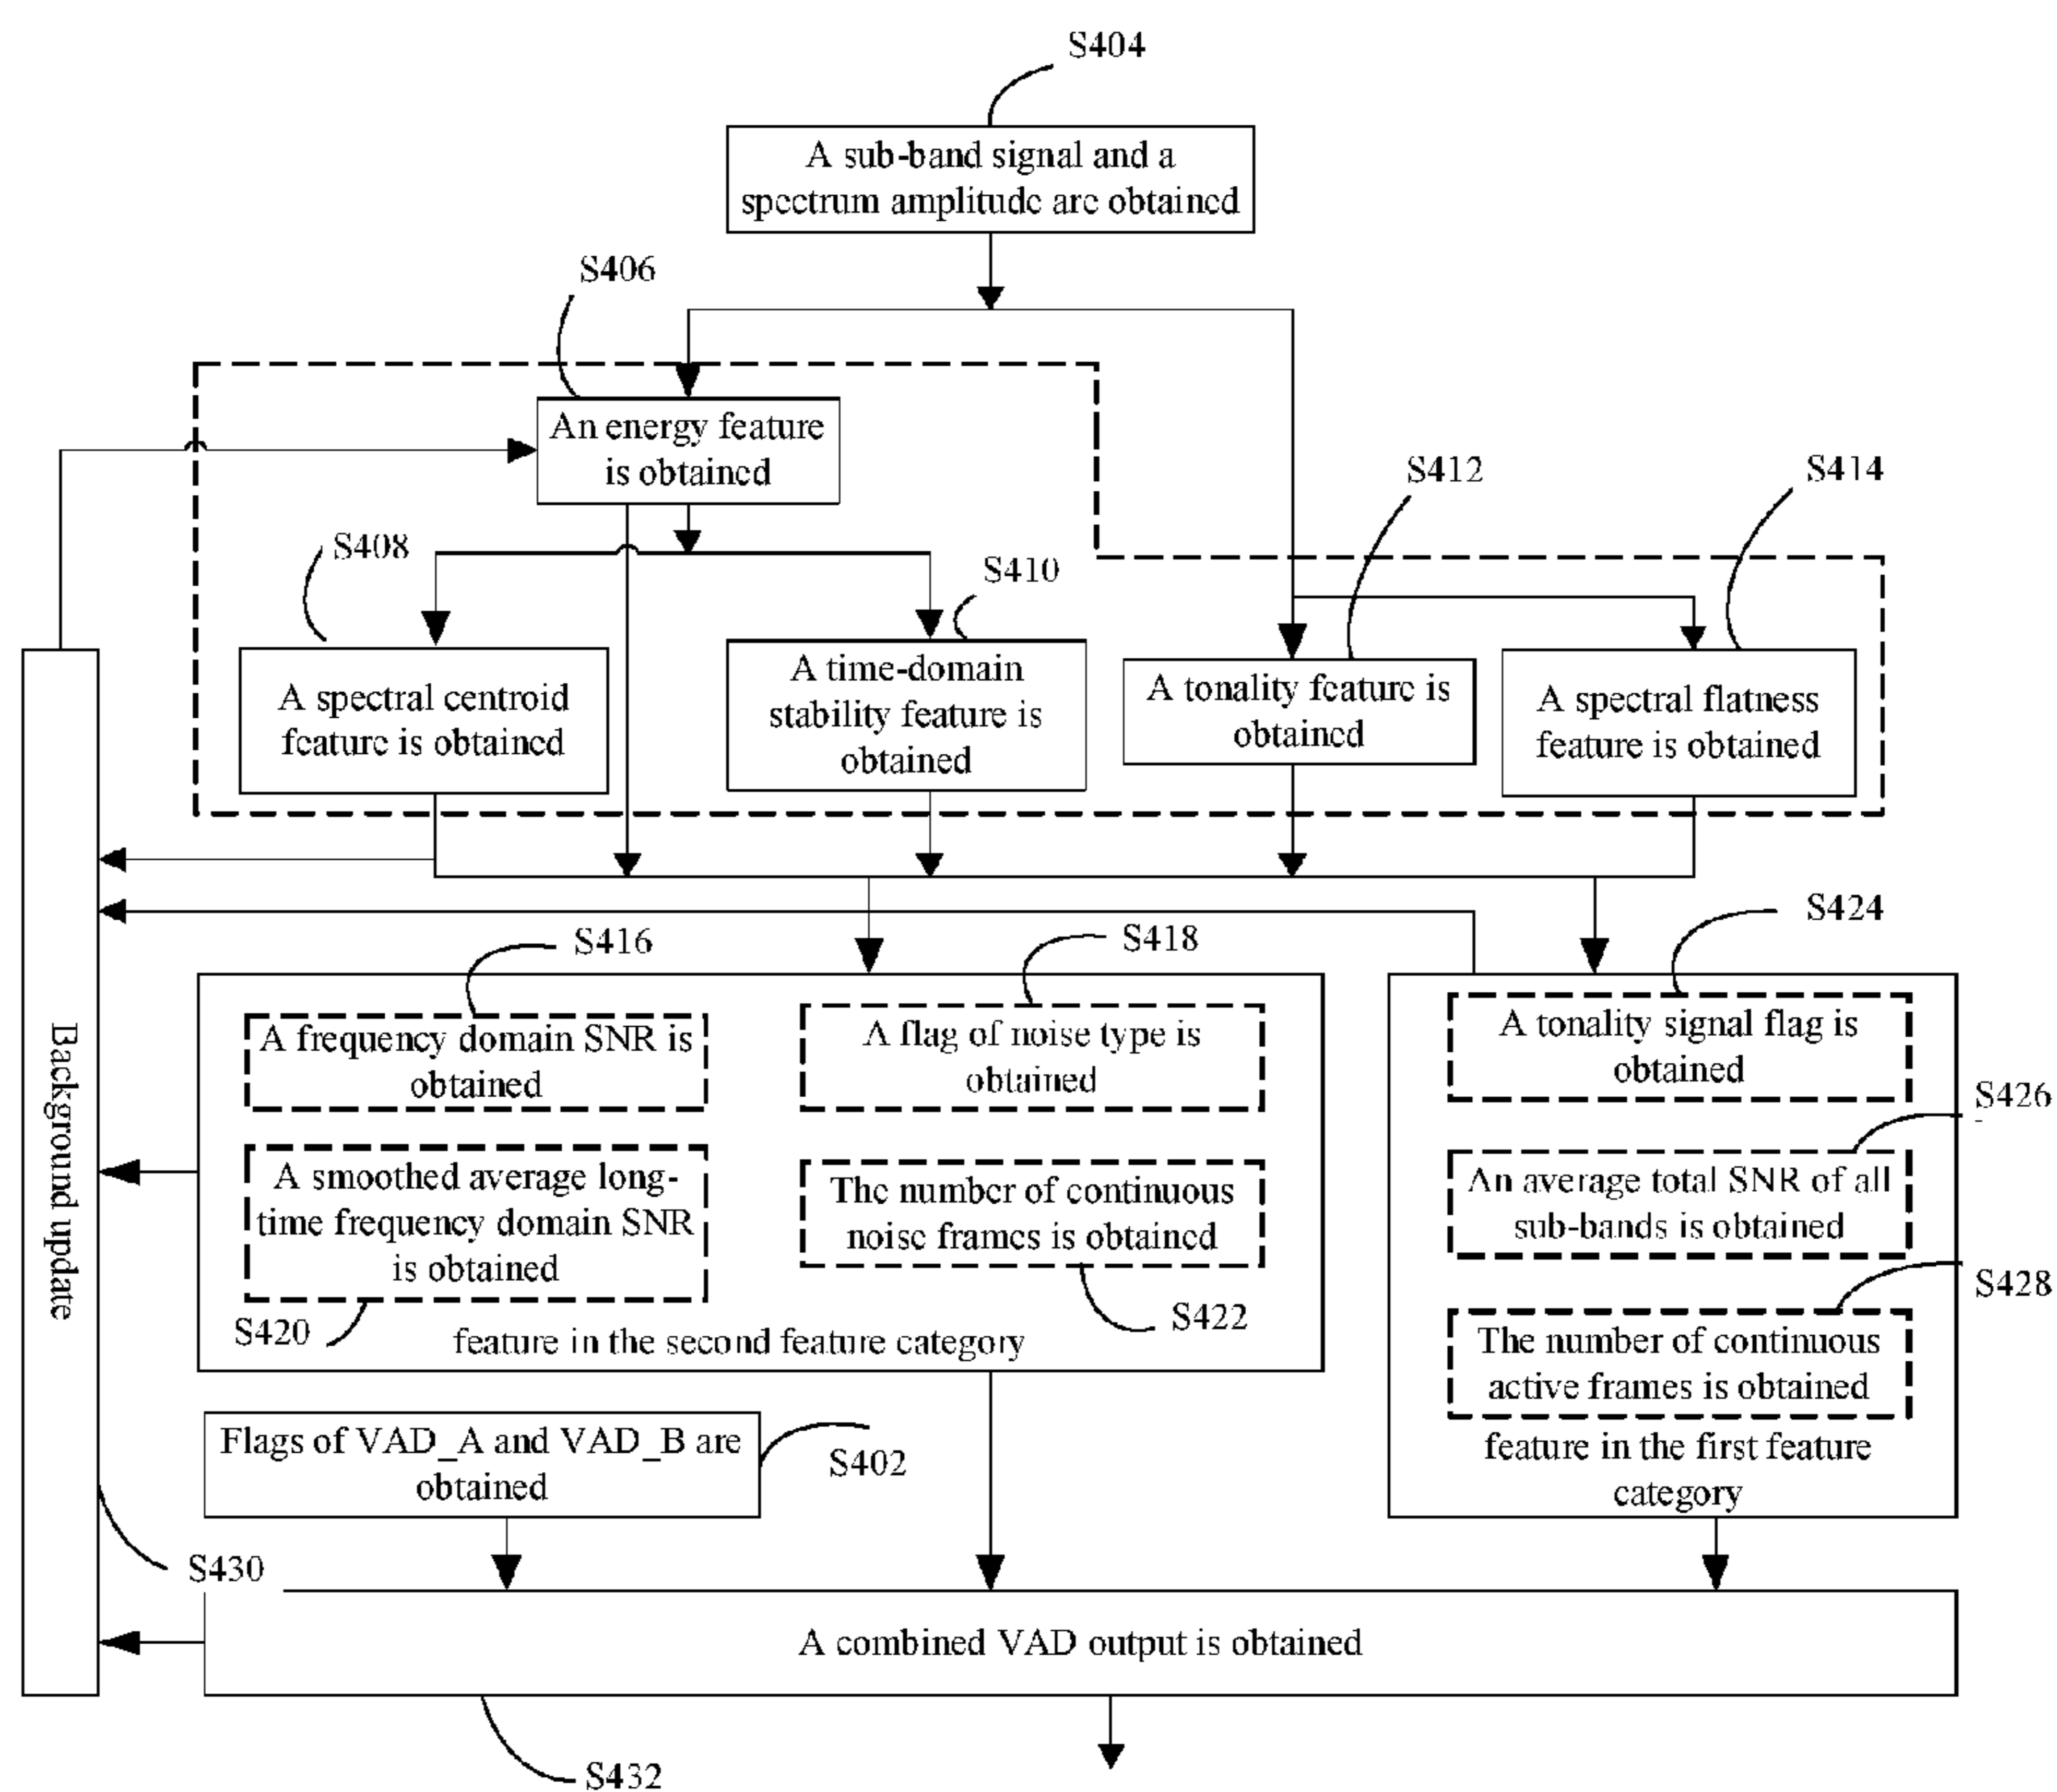 S404
A sub-band signal and a
spectrum amplitude are obtained
S406
An energy feature
is obtained
S412
S414
S408
S410
A spectral centroid
feature is obtained
A time-domain
stability feature is
obtained
A tonality feature is
obtained
A spectral flatness
feature is obtained
S424
S416
S418
A frequency domain SNR is
obtained
A flag of noise type is
obtained
A tonality signal flag is
obtained
S426
A smoothed average long-
time frequency domain SNR
is obtained
The number of continuous
noise frames is obtained
An average total SNR of all
sub-bands is obtained
S428
S420
S422
feature in the second feature category
The number of continuous
active frames is obtained
feature in the first feature
category
Background update
Flags of VAD_A and VAD_B are
obtained
S402
S430
A combined VAD output is obtained
S432